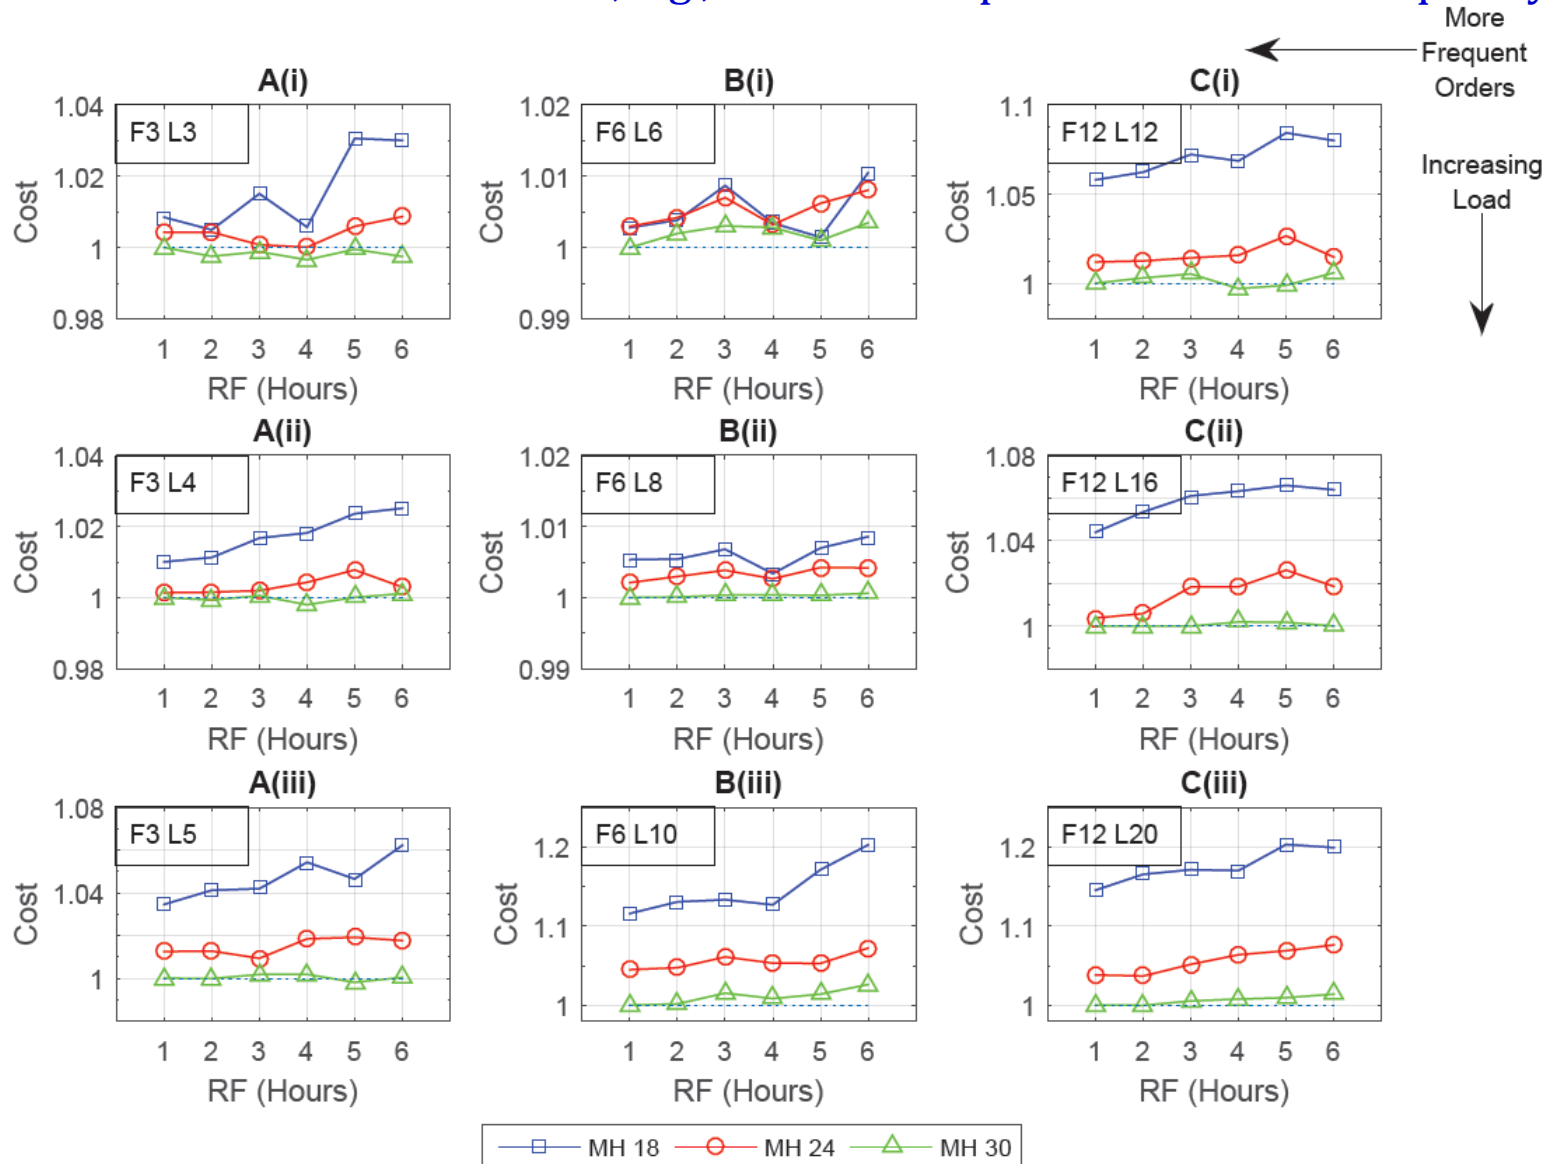 More
Frequent
Orders
Increasing
Load
A(i)
F3 L3
1.04
1.02
1
0.98
Cost
1 2 3 4 5 6
RF (Hours)
B(i)
F6 L6
1.02
1.01
1
0.99
Cost
1 2 3 4 5 6
RF (Hours)
C(i)
F12 L12
1.1
1.05
1
Cost
1 2 3 4 5 6
RF (Hours)
A(ii)
F3 L4
1.04
1.02
1
0.98
Cost
1 2 3 4 5 6
RF (Hours)
B(ii)
F6 L8
1.02
1.01
1
0.99
Cost
1 2 3 4 5 6
RF (Hours)
C(ii)
F12 L16
1.08
1.04
1
Cost
1 2 3 4 5 6
RF (Hours)
A(iii)
F3 L5
1.08
1.04
1
Cost
1 2 3 4 5 6
RF (Hours)
B(iii)
F6 L10
1.2
1.1
1
Cost
1 2 3 4 5 6
RF (Hours)
C(iii)
F12 L20
1.2
1.1
1
Cost
1 2 3 4 5 6
RF (Hours)
MH 18 MH 24 MH 30